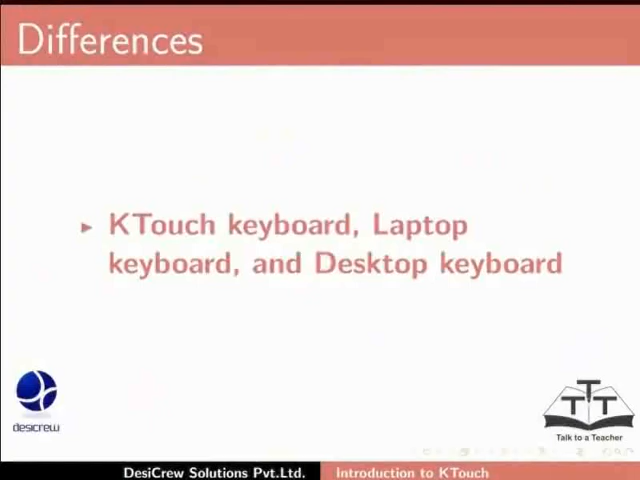 Differences
KTouch keyboard, Laptop
keyboard, and Desktop keyboard
desicrew
TTT
Talk to a Teacher
DesiCrew Solutions Pvt.Ltd.
Introduction to KTouch